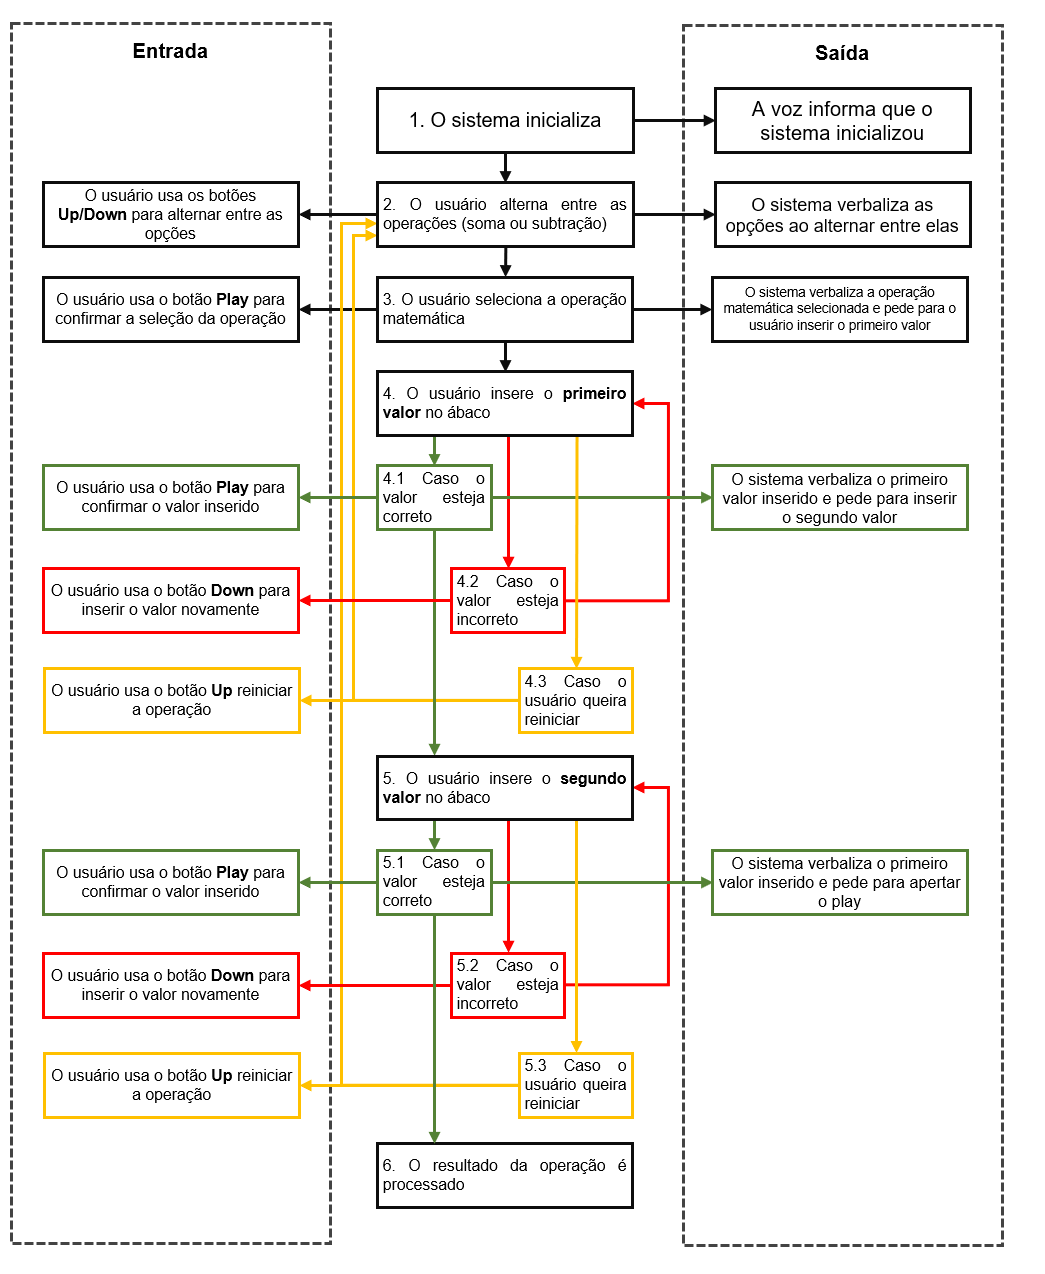 Entrada
Saída
1. O sistema inicializa
A voz informa que o
sistema inicializou
O usuário usa os botões
Up/Down para alternar entre as
opções
2. O usuário alterna entre as
operações (soma ou subtração)
O sistema verbaliza as
opções ao alternar entre elas
O usuário usa o botão Play para
confirmar a seleção da operação
3. O usuário seleciona a operação
matemática
O sistema verbaliza a operação
matemática selecionada e pede para o
usuário inserir o primeiro valor
4. O usuário insere o primeiro
valor no ábaco
O usuário usa o botão Play para
confirmar o valor inserido
4.1 Caso o
valor esteja
correto
O sistema verbaliza o primeiro
valor inserido e pede para inserir
o segundo valor
O usuário usa o botão Down para
inserir o valor novamente
4.2 Caso o
valor esteja
incorreto
O usuário usa o botão Up reiniciar
a operação
4.3 Caso o
usuário queira
reiniciar
5. O usuário insere o segundo
valor no ábaco
O usuário usa o botão Play para
confirmar o valor inserido
5.1 Caso o
valor esteja
correto
O sistema verbaliza o primeiro
valor inserido e pede para apertar
o play
O usuário usa o botão Down para
inserir o valor novamente
5.2 Caso o
valor esteja
incorreto
O usuário usa o botão Up reiniciar
a operação
5.3 Caso o
usuário queira
reiniciar
6. O resultado da operação é
processado